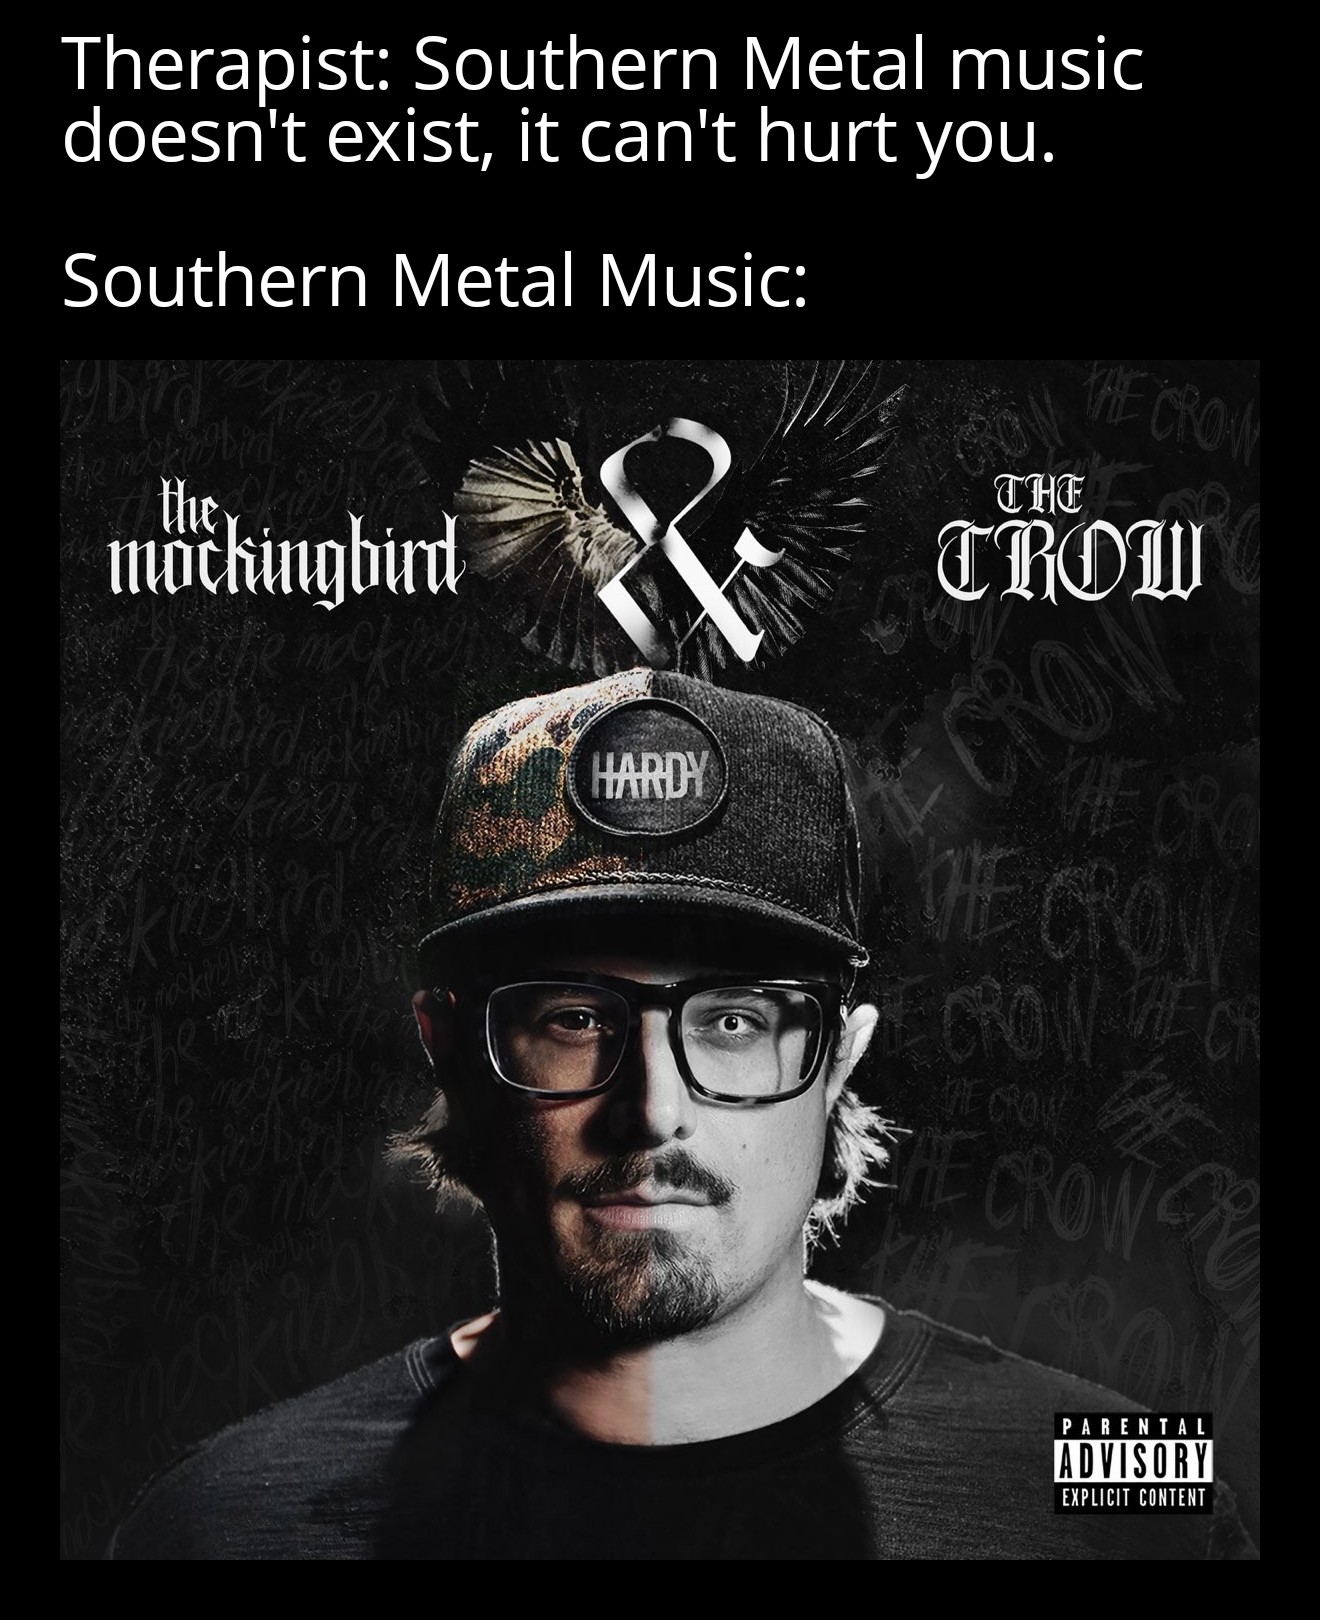 Therapist: Southern Metal music
doesn't exist, it can't hurt you.
Southern Metal Music:
the
mockingbird
&
THE
CROW
HARDY
PARENTAL
ADVISORY
EXPLICIT CONTENT